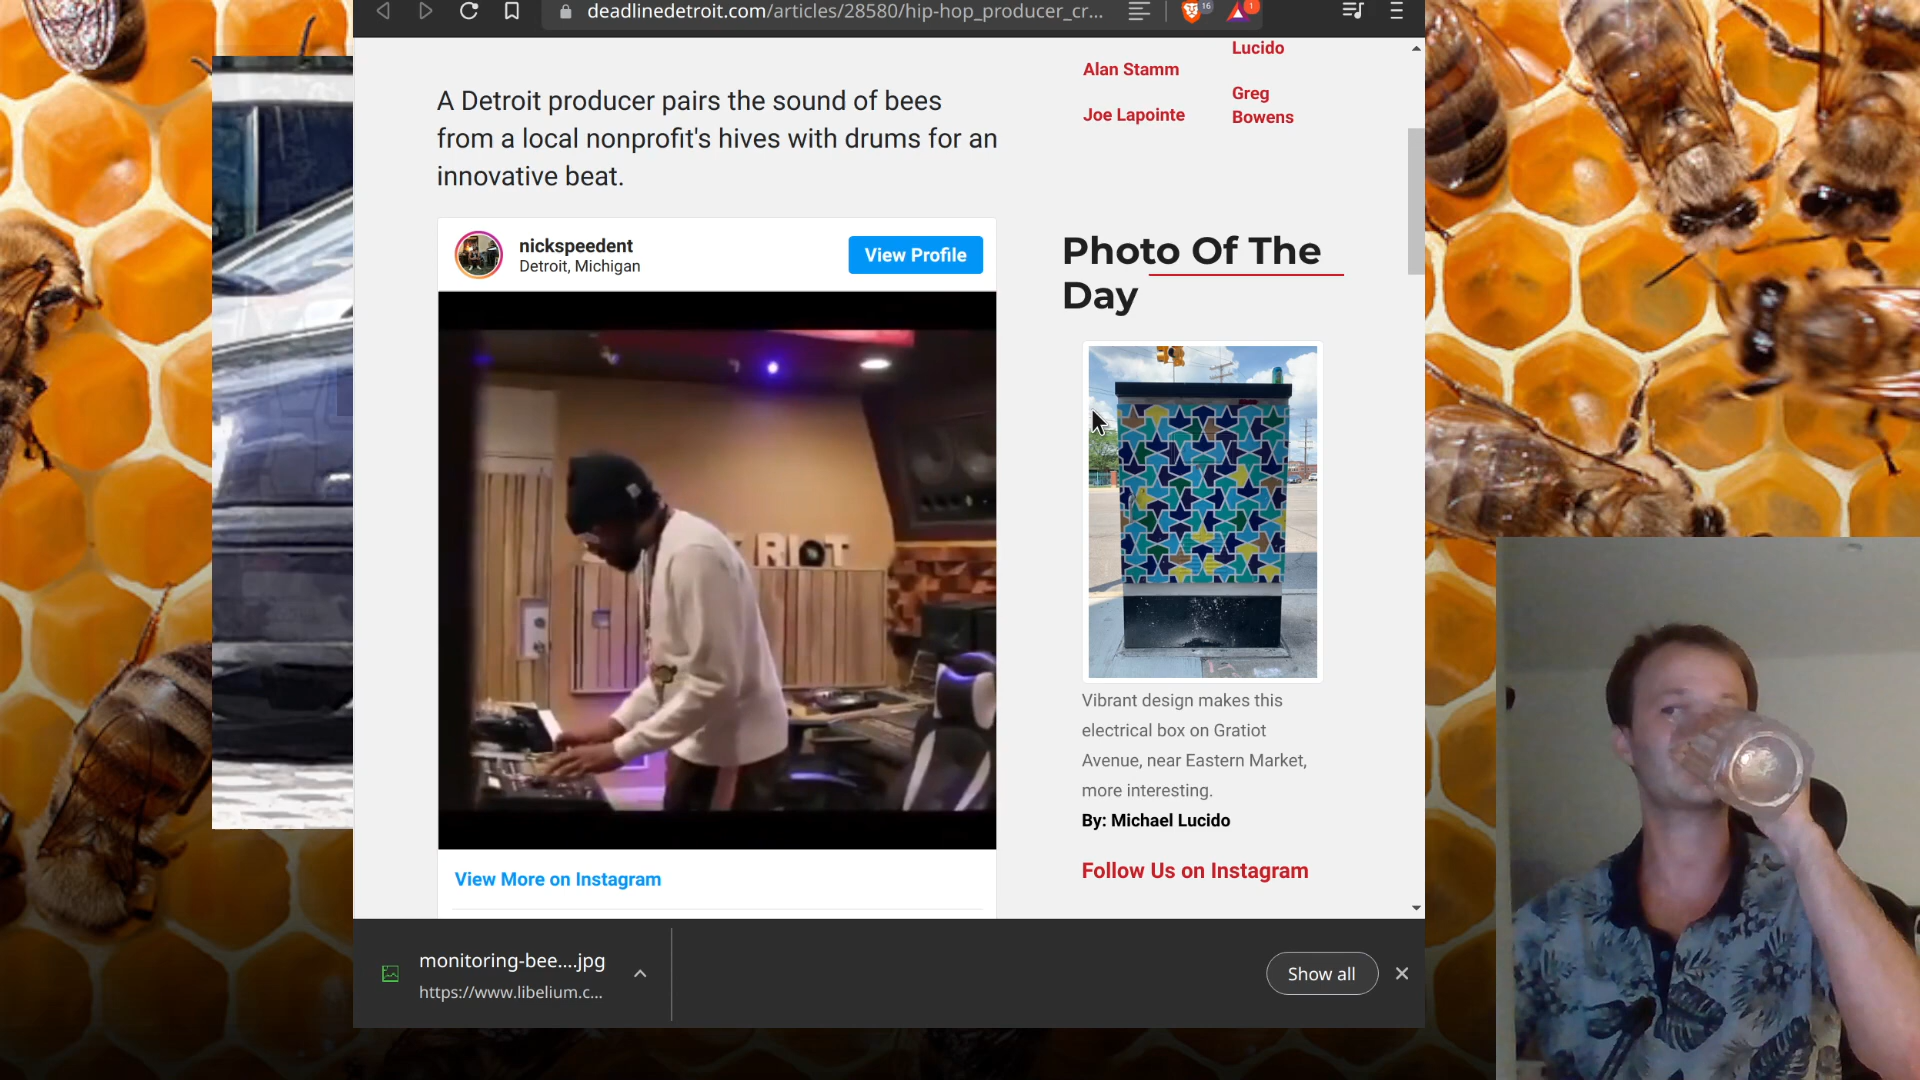 deadlinedetroit.com/articles/28580/hip-hop_producer_cr...
16
1
Lucido
Alan Stamm
Greg
Bowens
Joe Lapointe
A Detroit producer pairs the sound of bees
from a local nonprofit's hives with drums for an
innovative beat.
nickspeedent
Detroit, Michigan
View Profile
RIOT
View More on Instagram
Photo Of The
Day
Vibrant design makes this
electrical box on Gratiot
Avenue, near Eastern Market,
more interesting.
By: Michael Lucido
Follow Us on Instagram
monitoring-bee....jpg
https://www.libelium.c...
Show all